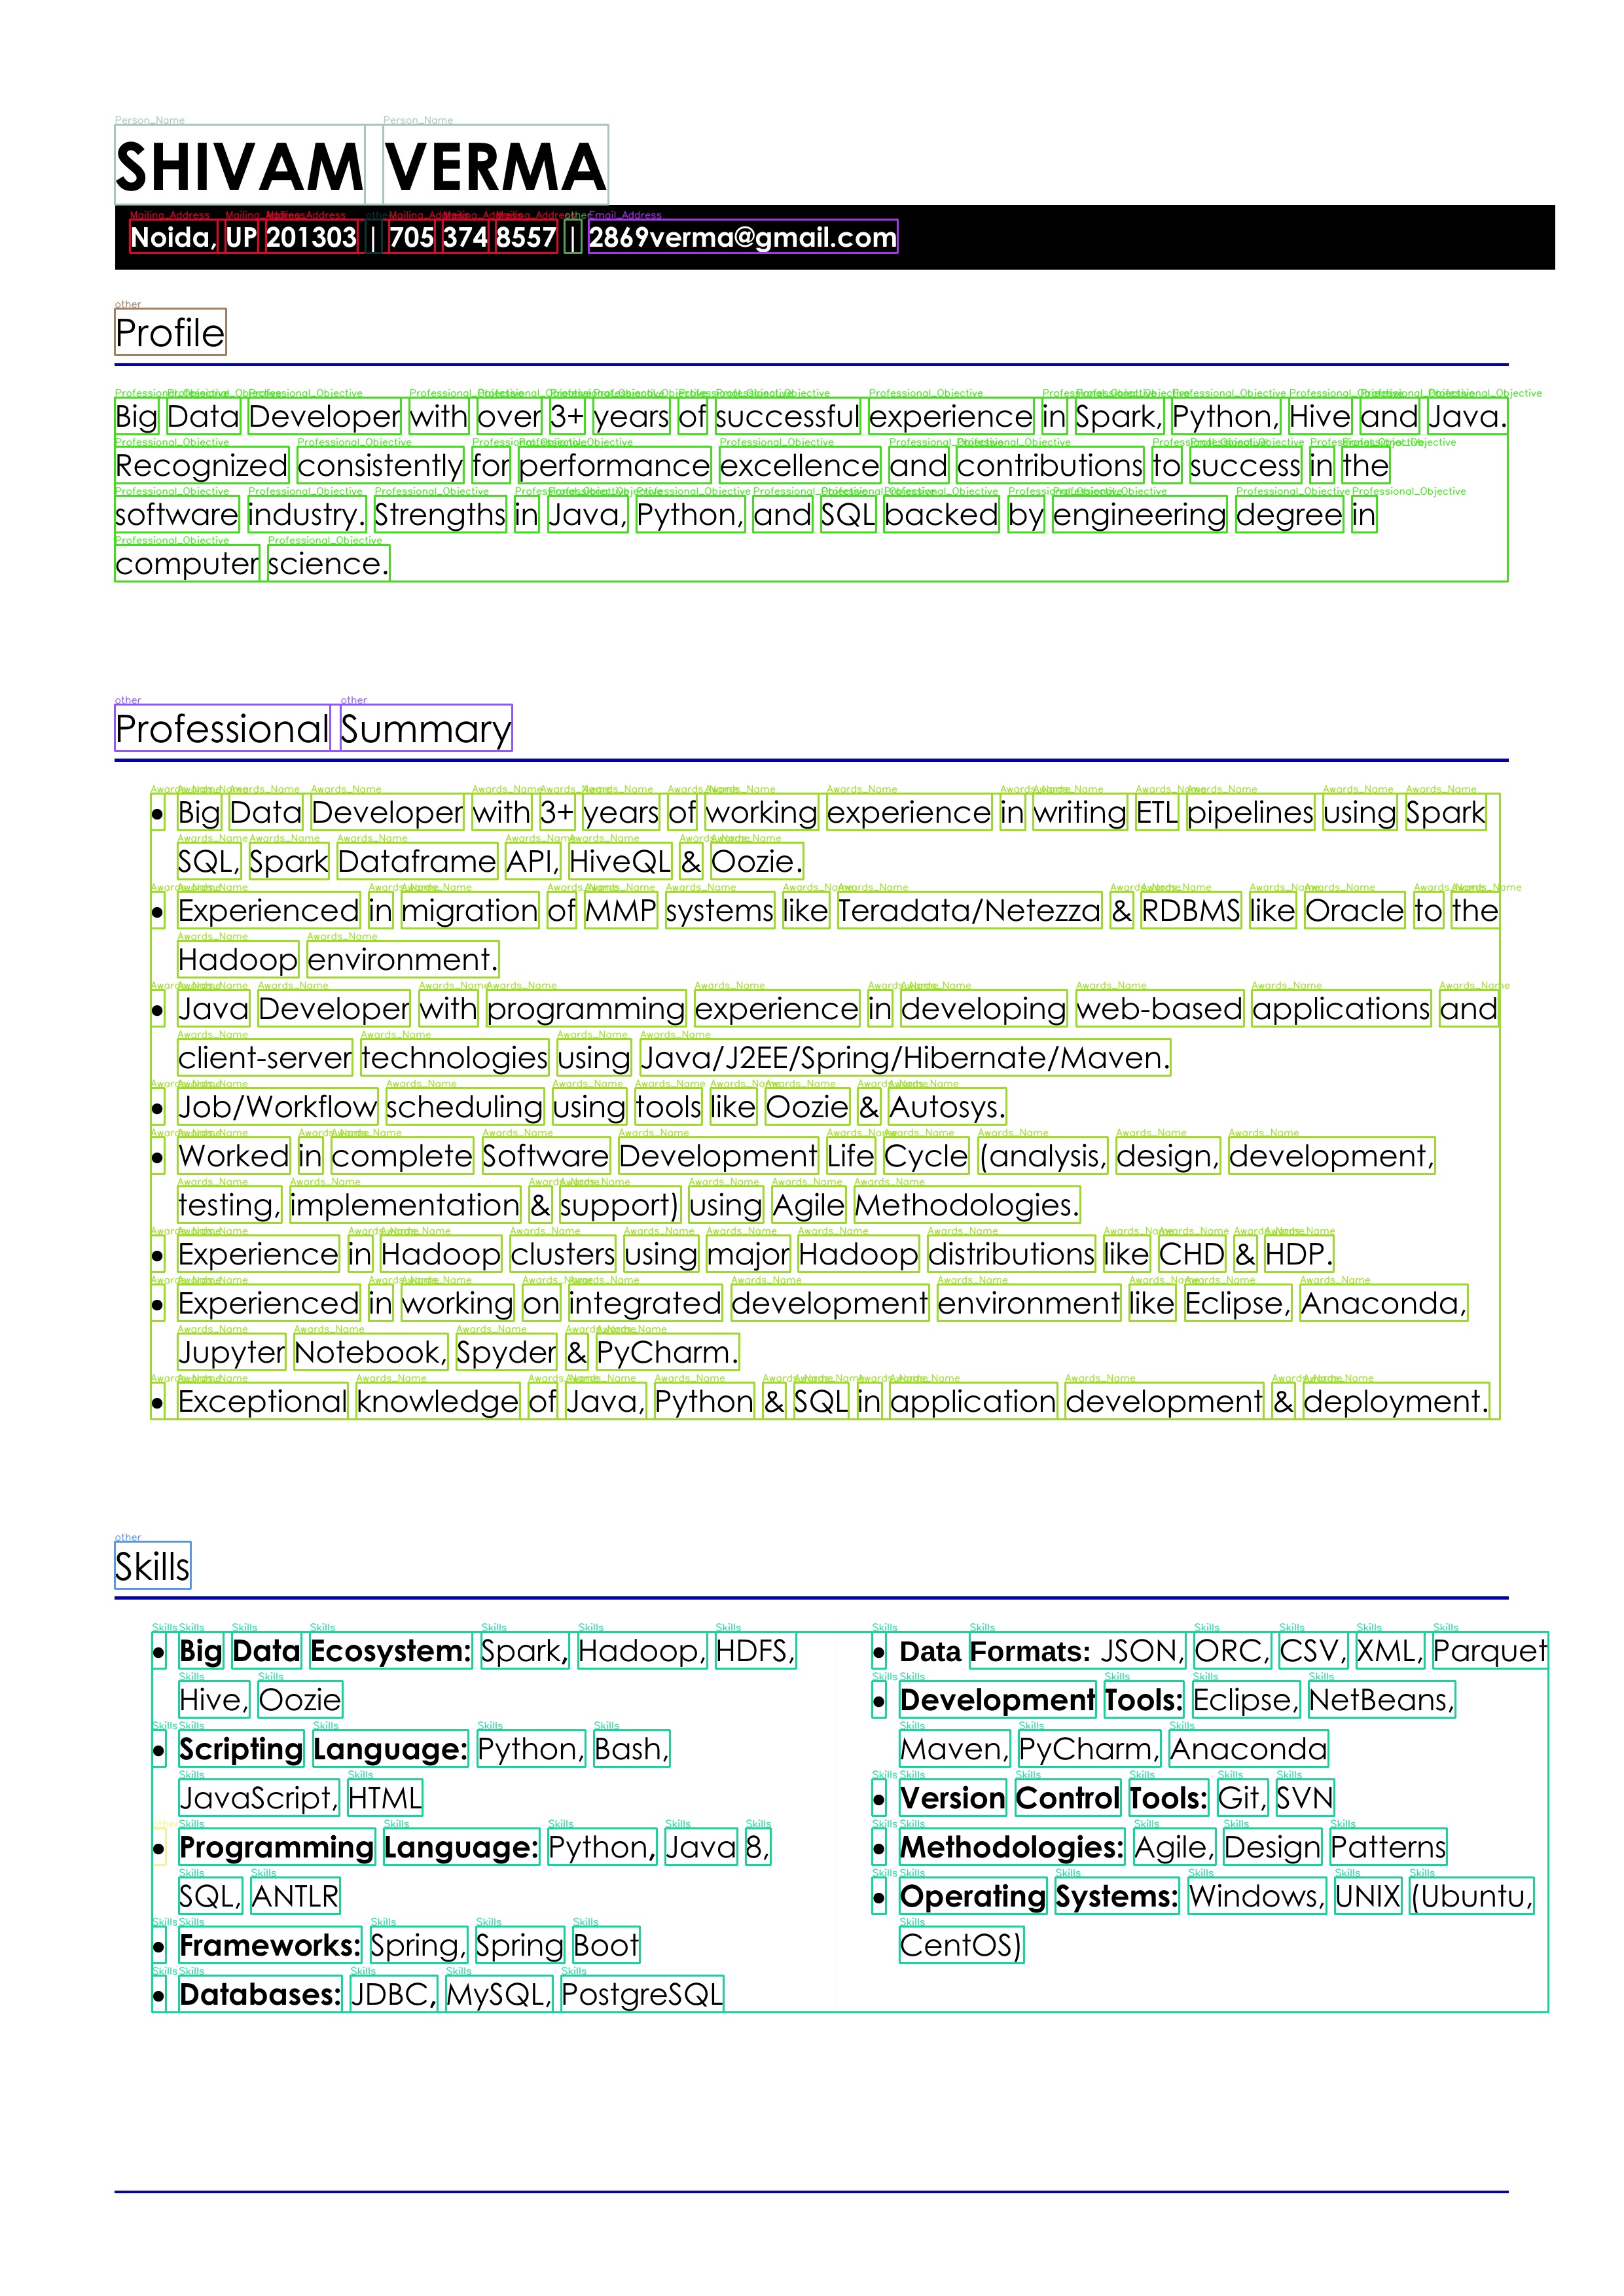 SHIVAM VERMA
Noida, UP 201303 | 705 374 8557 | 2869verma@gmail.com
Profile
Big Data Developer with over 3+ years of successful experience in Spark, Python, Hive and Java.
Recognized consistently for performance excellence and contributions to success in the
software industry. Strengths in Java, Python, and SQL backed by engineering degree in
computer science.
Professional Summary
• Big Data Developer with 3+ years of working experience in writing ETL pipelines using Spark
SQL, Spark Dataframe API, HiveQL & Oozie.
• Experienced in migration of MMP systems like Teradata/Netezza & RDBMS like Oracle to the
Hadoop environment.
• Java Developer with programming experience in developing web-based applications and
client-server technologies using Java/J2EE/Spring/Hibernate/Maven.
• Job/Workflow scheduling using tools like Oozie & Autosys.
• Worked in complete Software Development Life Cycle (analysis, design, development,
testing, implementation & support) using Agile Methodologies.
• Experience in Hadoop clusters using major Hadoop distributions like CHD & HDP.
• Experienced in working on integrated development environment like Eclipse, Anaconda,
Jupyter Notebook, Spyder & PyCharm.
• Exceptional knowledge of Java, Python & SQL in application development & deployment.
Skills
• Big Data Ecosystem: Spark, Hadoop, HDFS,
Hive, Oozie
• Scripting Language: Python, Bash,
JavaScript, HTML
• Programming Language: Python, Java 8,
SQL, ANTLR
• Frameworks: Spring, Spring Boot
• Databases: JDBC, MySQL, PostgreSQL
• Data Formats: JSON, ORC, CSV, XML, Parquet
• Development Tools: Eclipse, NetBeans,
Maven, PyCharm, Anaconda
• Version Control Tools: Git, SVN
• Methodologies: Agile, Design Patterns
• Operating Systems: Windows, UNIX (Ubuntu,
CentOS)